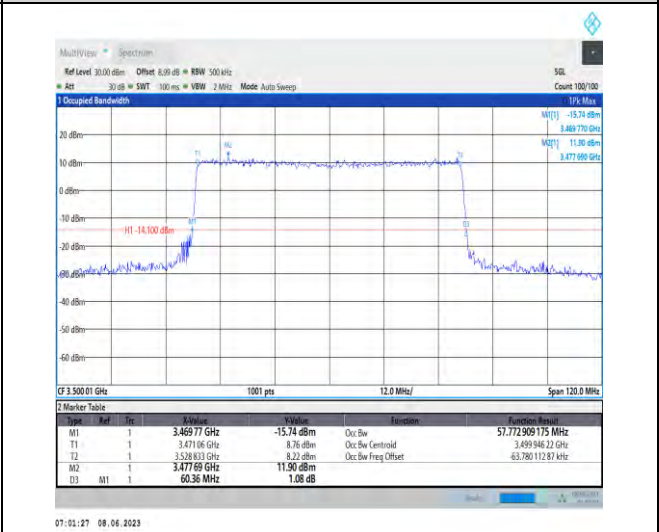 MultiView Spectrum
Ref Level 30.00 dBm Offset 8.99 dB RBW 500 kHz SGL
Att 30 dB SWT 100 ms VBW 2 MHz Mode Auto Sweep Count 100/100
1 Occupied Bandwidth 1Pk Max
M1[1] -15.74 dBm
3.469 770 GHz
20 dBm
M2[1] 11.90 dBm
3.477 690 GHz
M2
T1
T2
10 dBm
0 dBm
-10 dBm
M1
D3
H1 -14.100 dBm
-20 dBm
-30 dBm
-40 dBm
-50 dBm
-60 dBm
CF 3.500 01 GHz 1001 pts 12.0 MHz/ Span 120.0 MHz
2 Marker Table
Type Ref Trc X-Value Y-Value Function Function Result
M1 1 3.469 77 GHz -15.74 dBm Occ Bw 57.772 909 175 MHz
T1 1 3.471 06 GHz 8.76 dBm Occ Bw Centroid 3.499 946 22 GHz
T2 1 3.528 833 GHz 8.22 dBm Occ Bw Freq Offset -63.780 112 87 kHz
M2 1 3.477 69 GHz 11.90 dBm
D3 M1 1 60.36 MHz 1.08 dB
07:01:27 08.06.2023